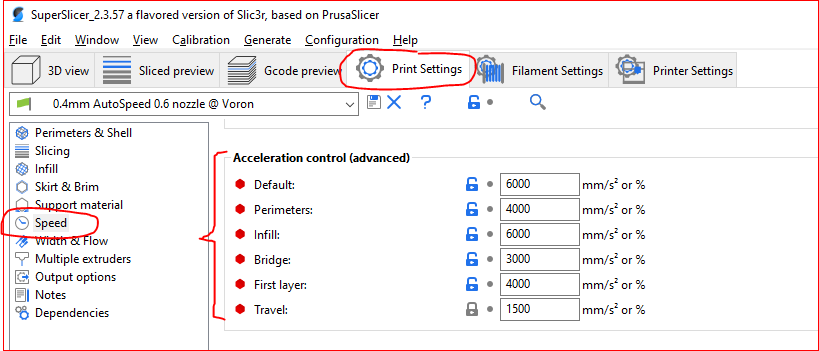 SuperSlicer_2.3.57 a flavored version of Slic3r, based on PrusaSlicer
File Edit Window View Calibration Generate Configuration Help
3D view Sliced preview Gcode preview Print Settings Filament Settings Printer Settings
0.4mm AutoSpeed 0.6 nozzle @ Voron ?
Perimeters & Shell
Slicing
Infill
Skirt & Brim
Support material
Speed
Width & Flow
Multiple extruders
Output options
Notes
Dependencies
Acceleration control (advanced)
Default: 6000 mm/s² or %
Perimeters: 4000 mm/s² or %
Infill: 6000 mm/s² or %
Bridge: 3000 mm/s² or %
First layer: 4000 mm/s² or %
Travel: 1500 mm/s² or %